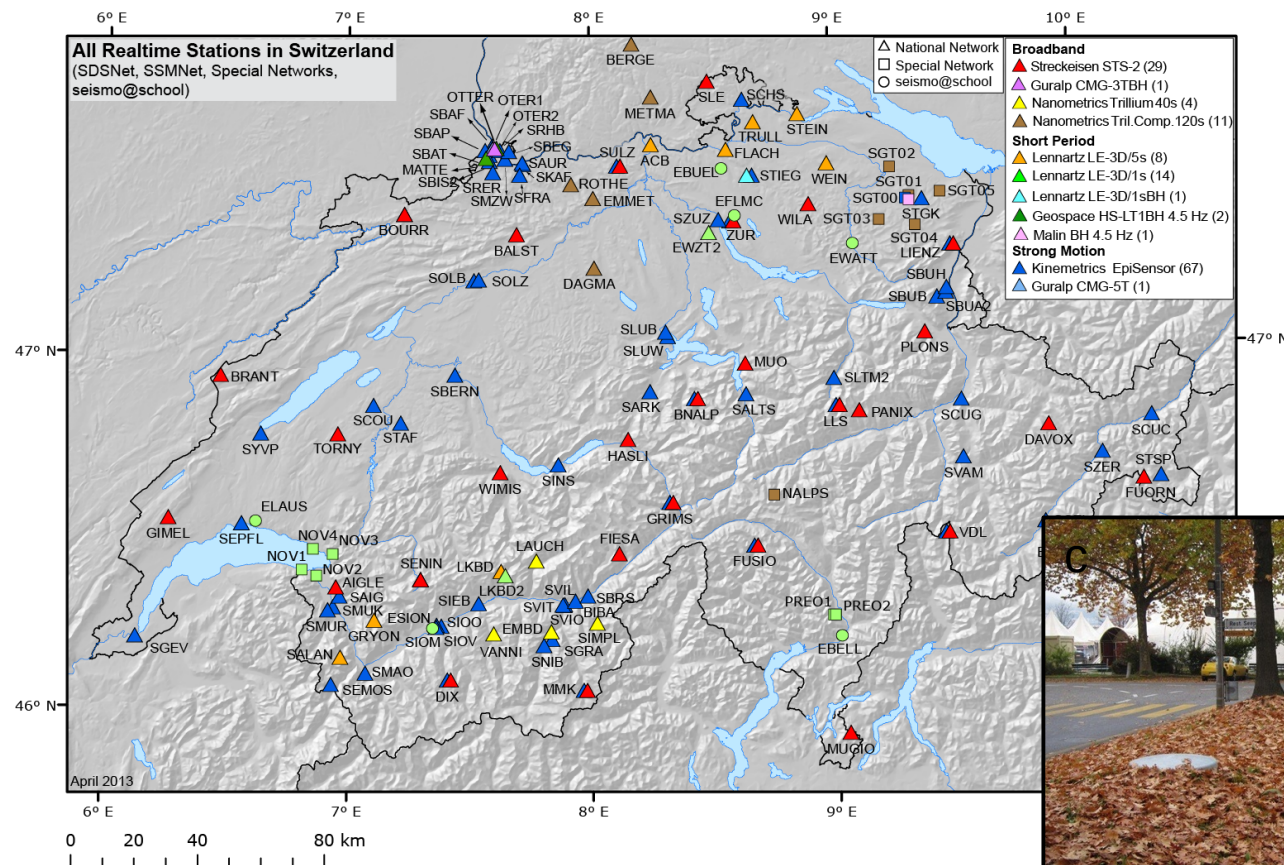 6° E
7° E
8° E
9° E
10° E
All Realtime Stations in Switzerland
(SDSNet, SSMNet, Special Networks,
seismo@school)
National Network
Special Network
seismo@school
Broadband
Streckeisen STS-2 (29)
Guralp CMG-3TBH (1)
Nanometrics Trillium 40s (4)
Nanometrics Tril.Comp.120s (11)
Short Period
Lennartz LE-3D/5s (8)
Lennartz LE-3D/1s (14)
Lennartz LE-3D/1sBH (1)
Geospace HS-LT1BH 4.5 Hz (2)
Malin BH 4.5 Hz (1)
Strong Motion
Kinemetrics EpiSensor (67)
Guralp CMG-5T (1)
BERGE
METMA
SLE
SCHS
TRULL
STEIN
OTTER
OTER1
SBAF
OTER2
SBAP
SRHB
SBAT
SBEG
MATTE
SAUR
SBIS2
SKAF
SRER
SMZW
SFRA
SULZ
ROTHE
EMMET
ACB
FLACH
EBUEL
STIEG
WEIN
SGT02
SGT01
SGT05
SGT00
STGK
SGT03
SGT04
LIENZ
EFLMC
SZUZ
ZUR
EWZT2
WILA
EWATT
BOURR
BALST
DAGMA
SOLB
SOLZ
SBUH
SBUB
SBUA2
PLONS
47° N
47° N
SLUB
SLUW
MUO
BRANT
SBERN
SCOU
STAF
SARK
BNALP
SALTS
SLTM2
LLS
PANIX
SCUG
DAVOX
SCUC
SYVP
TORNY
HASLI
SVAM
SZER
STSP
FUORN
WIMIS
SINS
NALPS
GRIMS
GIMEL
SEPFL
ELAUS
NOV4
NOV3
NOV1
NOV2
AIGLE
SAIG
SMUK
SMUR
GRYON
SALAN
SEMOS
SMAO
SENIN
LAUCH
LKBD
LKBD2
FIESA
FUSIO
VDL
SIEB
SVIL
SBRS
SVIT
BIBA
SVIO
SIMPL
EMBD
SGRA
SNIB
VANNI
ESION
SIOO
SIOM
SIOV
DIX
MMK
PREO1
PREO2
EBELL
SGEV
46° N
MUGIO
C
April 2013
6° E
7° E
8° E
9° E
0
20
40
80 km